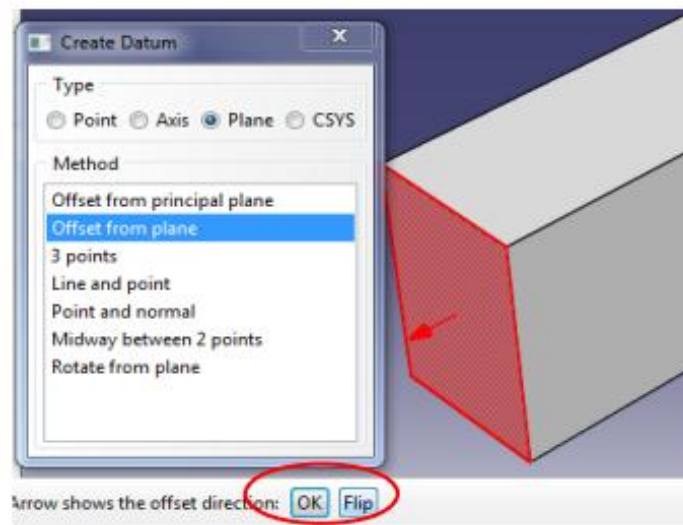 Create Datum
X
Type
Point Axis Plane CSYS
Method
Offset from principal plane
Offset from plane
3 points
Line and point
Point and normal
Midway between 2 points
Rotate from plane
Arrow shows the offset direction: OK Flip